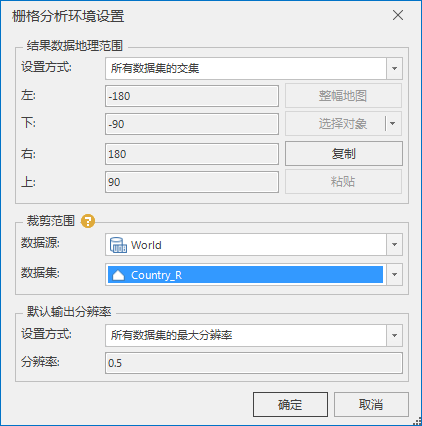 栅格分析环境设置
结果数据地理范围
设置方式: 所有数据集的交集
左: -180 整幅地图
下: -90 选择对象
右: 180 复制
上: 90 粘贴
裁剪范围 ?
数据源: World
数据集: Country_R
默认输出分辨率
设置方式: 所有数据集的最大分辨率
分辨率: 0.5
确定 取消